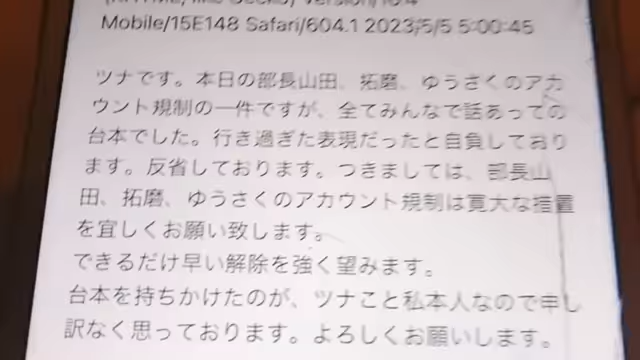 Mobile/15E148 Safari/604.1 2023/5/5 5:00:45
ツナです。本日の部長山田、拓磨、ゆうさくのアカ
ウント規制の一件ですが、全てみんなで話あっての
台本でした。行き過ぎた表現だったと自負しており
ます。反省しております。つきましては、部長山
田、拓磨、ゆうさくのアカウント規制は寛大な措置
を宜しくお願い致します。
できるだけ早い解除を強く望みます。
台本を持ちかけたのが、ツナこと私本人なので申し
訳なく思っております。よろしくお願いします。